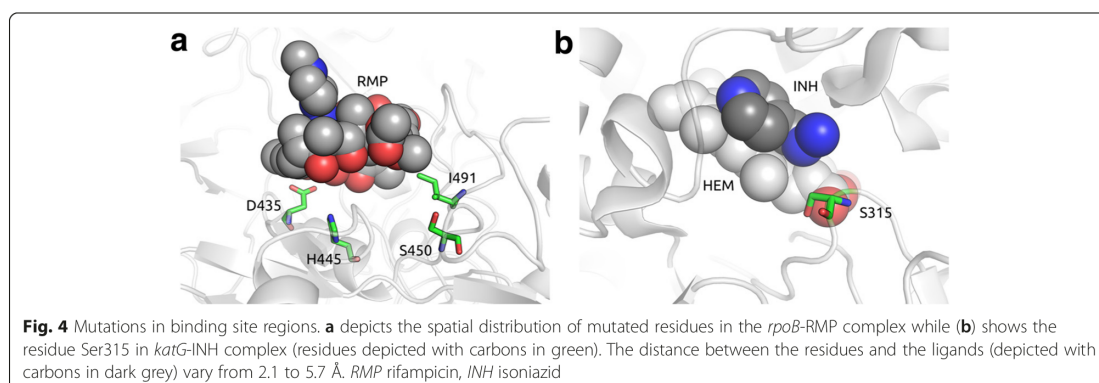 a
RMP
I491
D435
H445
S450
b
INH
HEM
S315
Fig. 4 Mutations in binding site regions. a depicts the spatial distribution of mutated residues in the rpoB-RMP complex while (b) shows the
residue Ser315 in katG-INH complex (residues depicted with carbons in green). The distance between the residues and the ligands (depicted with
carbons in dark grey) vary from 2.1 to 5.7 Å. RMP rifampicin, INH isoniazid